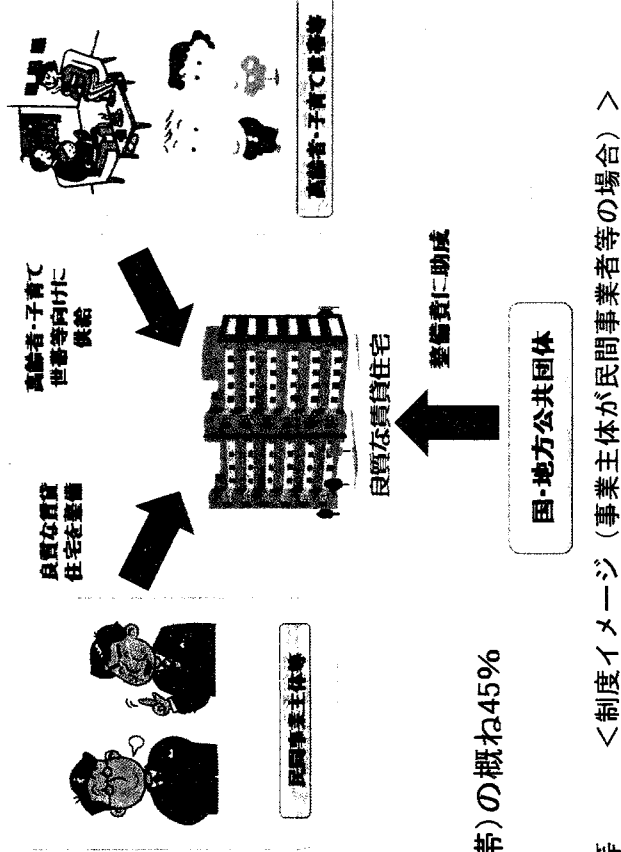 良質な賃貸
住宅を整備
高齢者・子育て
世帯等向けに
供給
民間事業主体等
高齢者・子育て世帯等
良質な賃貸住宅
整備費に助成
国・地方公共団体
帯）の概ね45%
＜制度イメージ（事業主体が民間事業者等の場合）＞